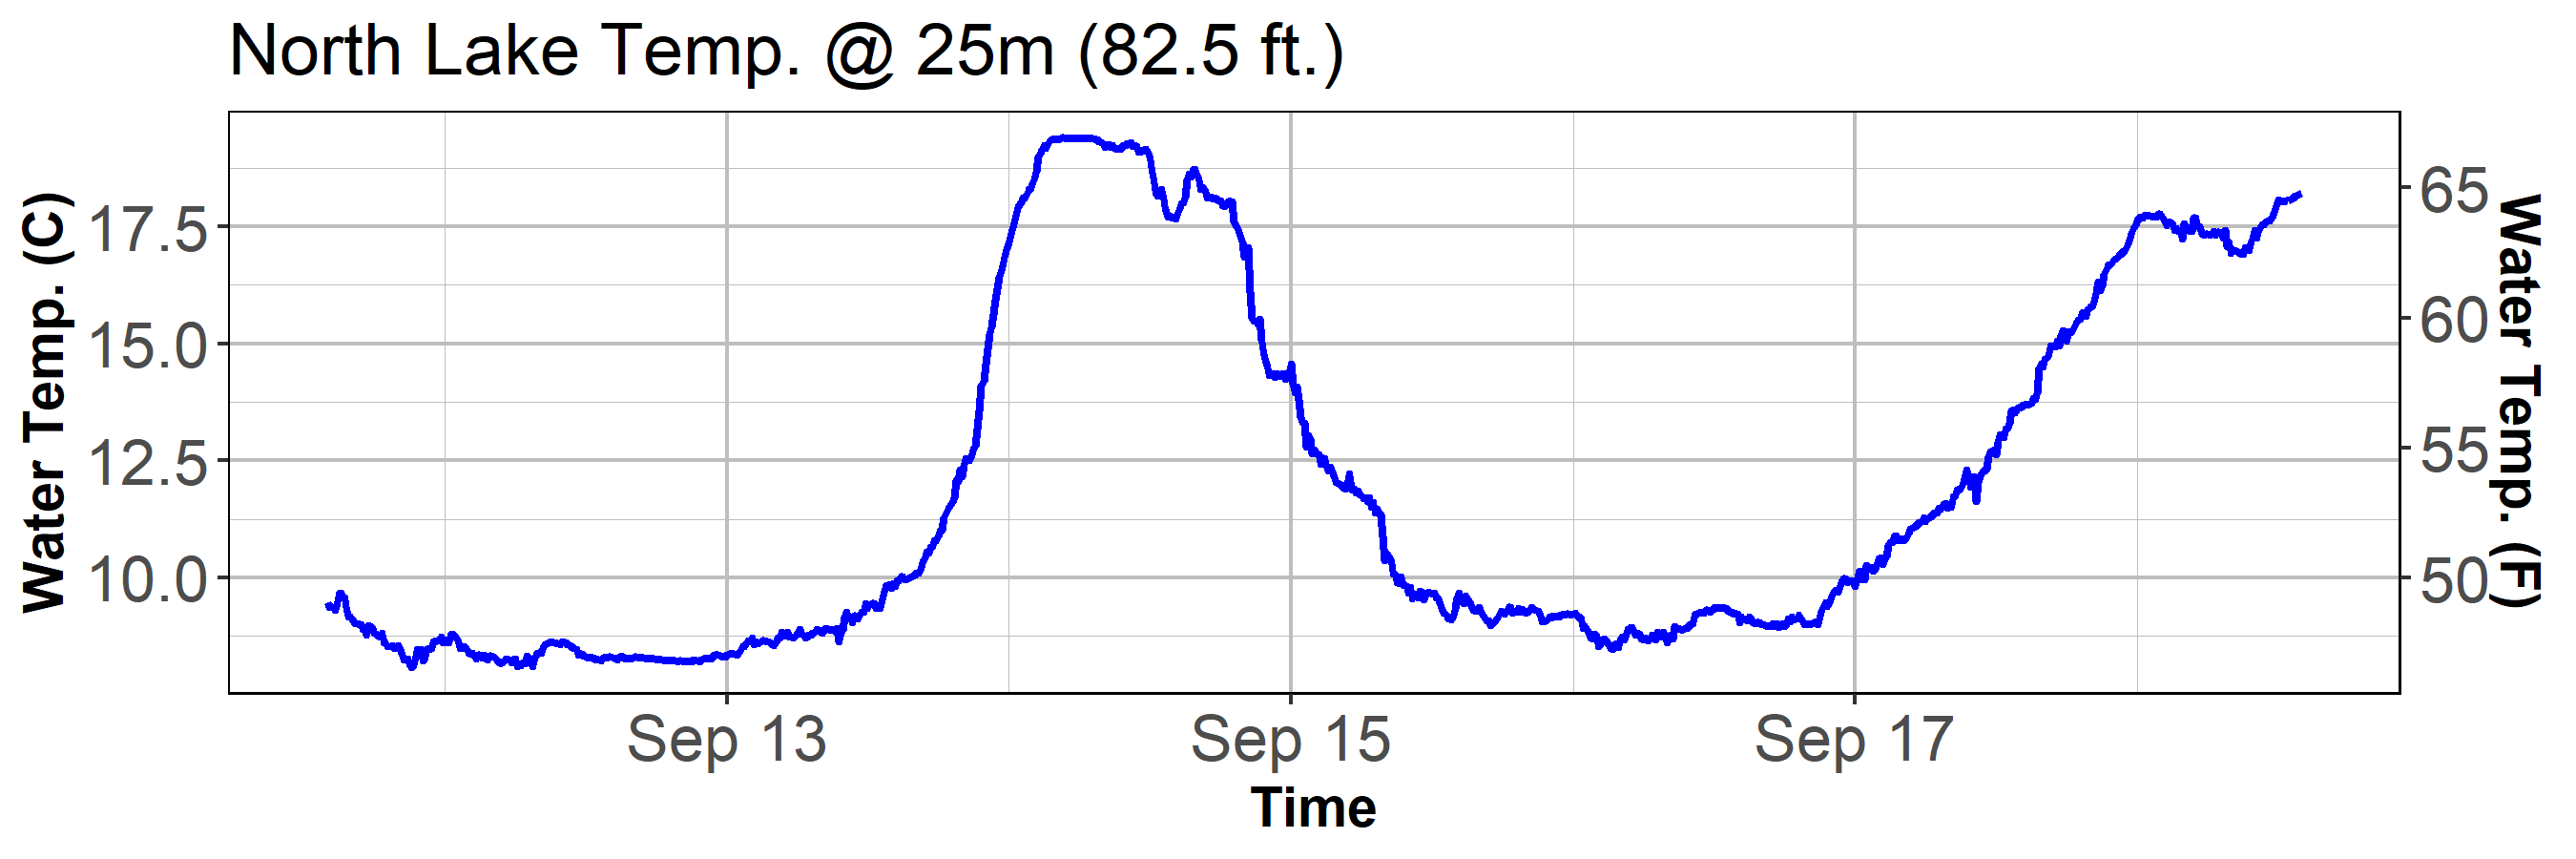 North Lake Temp. @ 25m (82.5 ft.)
Water Temp. (C)
17.5
15.0
12.5
10.0
65
60
55
50
Water Temp. (F)
Sep 13
Sep 15
Sep 17
Time